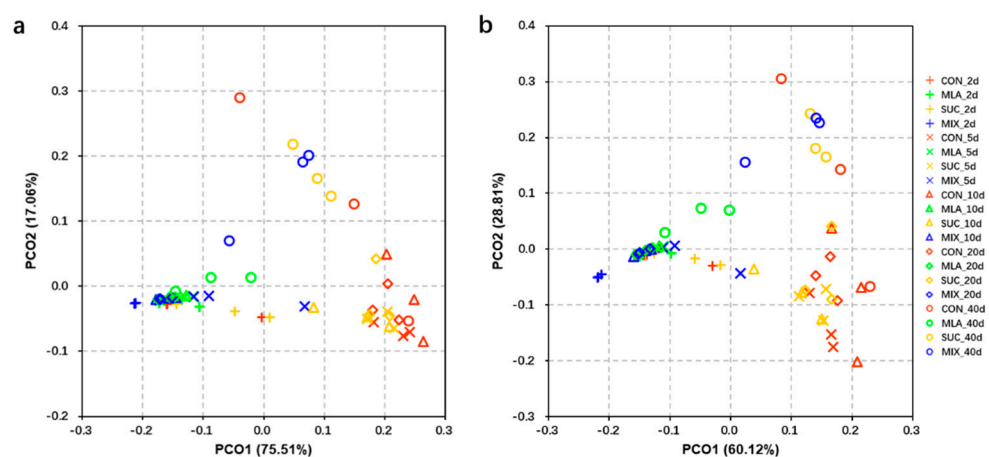 a
0.4
0.3
0.2
0.1
0.0
-0.1
-0.2
PCO2 (17.06%)
-0.3
-0.2
-0.1
0.0
0.1
0.2
0.3
PCO1 (75.51%)
b
0.4
0.3
0.2
0.1
0.0
-0.1
-0.2
-0.3
PCO2 (28.81%)
-0.3
-0.2
-0.1
0.0
0.1
0.2
0.3
PCO1 (60.12%)
CON_2d
MLA_2d
SUC_2d
MIX_2d
CON_5d
MLA_5d
SUC_5d
MIX_5d
CON_10d
MLA_10d
SUC_10d
MIX_10d
CON_20d
MLA_20d
SUC_20d
MIX_20d
CON_40d
MLA_40d
SUC_40d
MIX_40d